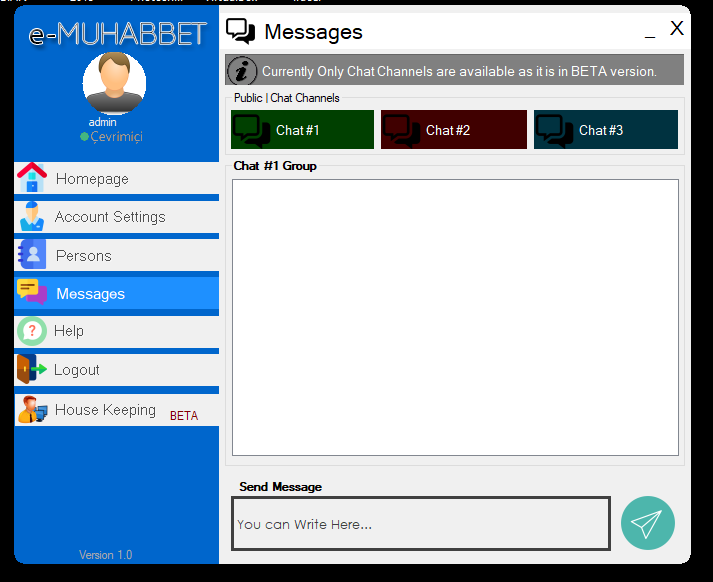 e-MUHABBET
admin
Çevrimiçi
Homepage
Account Settings
Persons
Messages
Help
Logout
House Keeping BETA
Version 1.0
Messages
_ X
Currently Only Chat Channels are available as it is in BETA version.
Public | Chat Channels
Chat #1
Chat #2
Chat #3
Chat #1 Group
Send Message
You can Write Here...